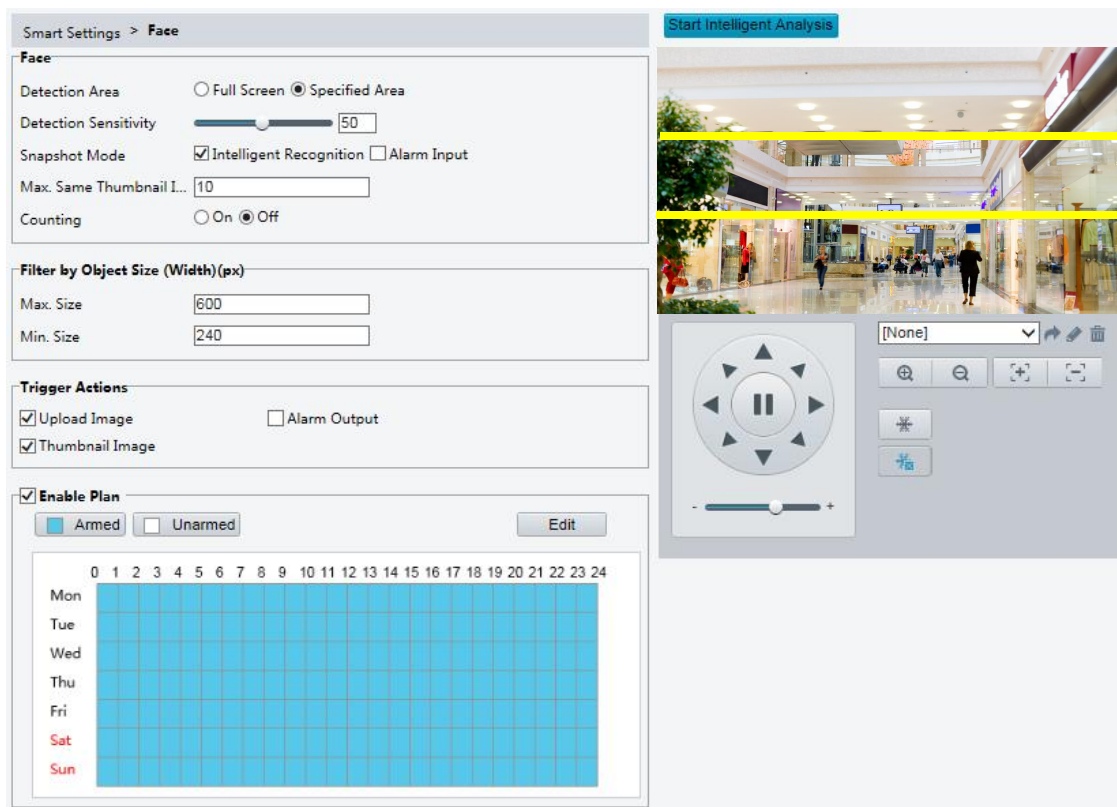 Smart Settings > Face
Start Intelligent Analysis
Face
Detection Area Full Screen Specified Area
Detection Sensitivity 50
Snapshot Mode Intelligent Recognition Alarm Input
Max. Same Thumbnail I... 10
Counting On Off
Filter by Object Size (Width)(px)
Max. Size 600
Min. Size 240
[None]
Trigger Actions
Upload Image Alarm Output
Thumbnail Image
- +
Enable Plan
Armed Unarmed Edit
0 1 2 3 4 5 6 7 8 9 10 11 12 13 14 15 16 17 18 19 20 21 22 23 24
Mon
Tue
Wed
Thu
Fri
Sat
Sun